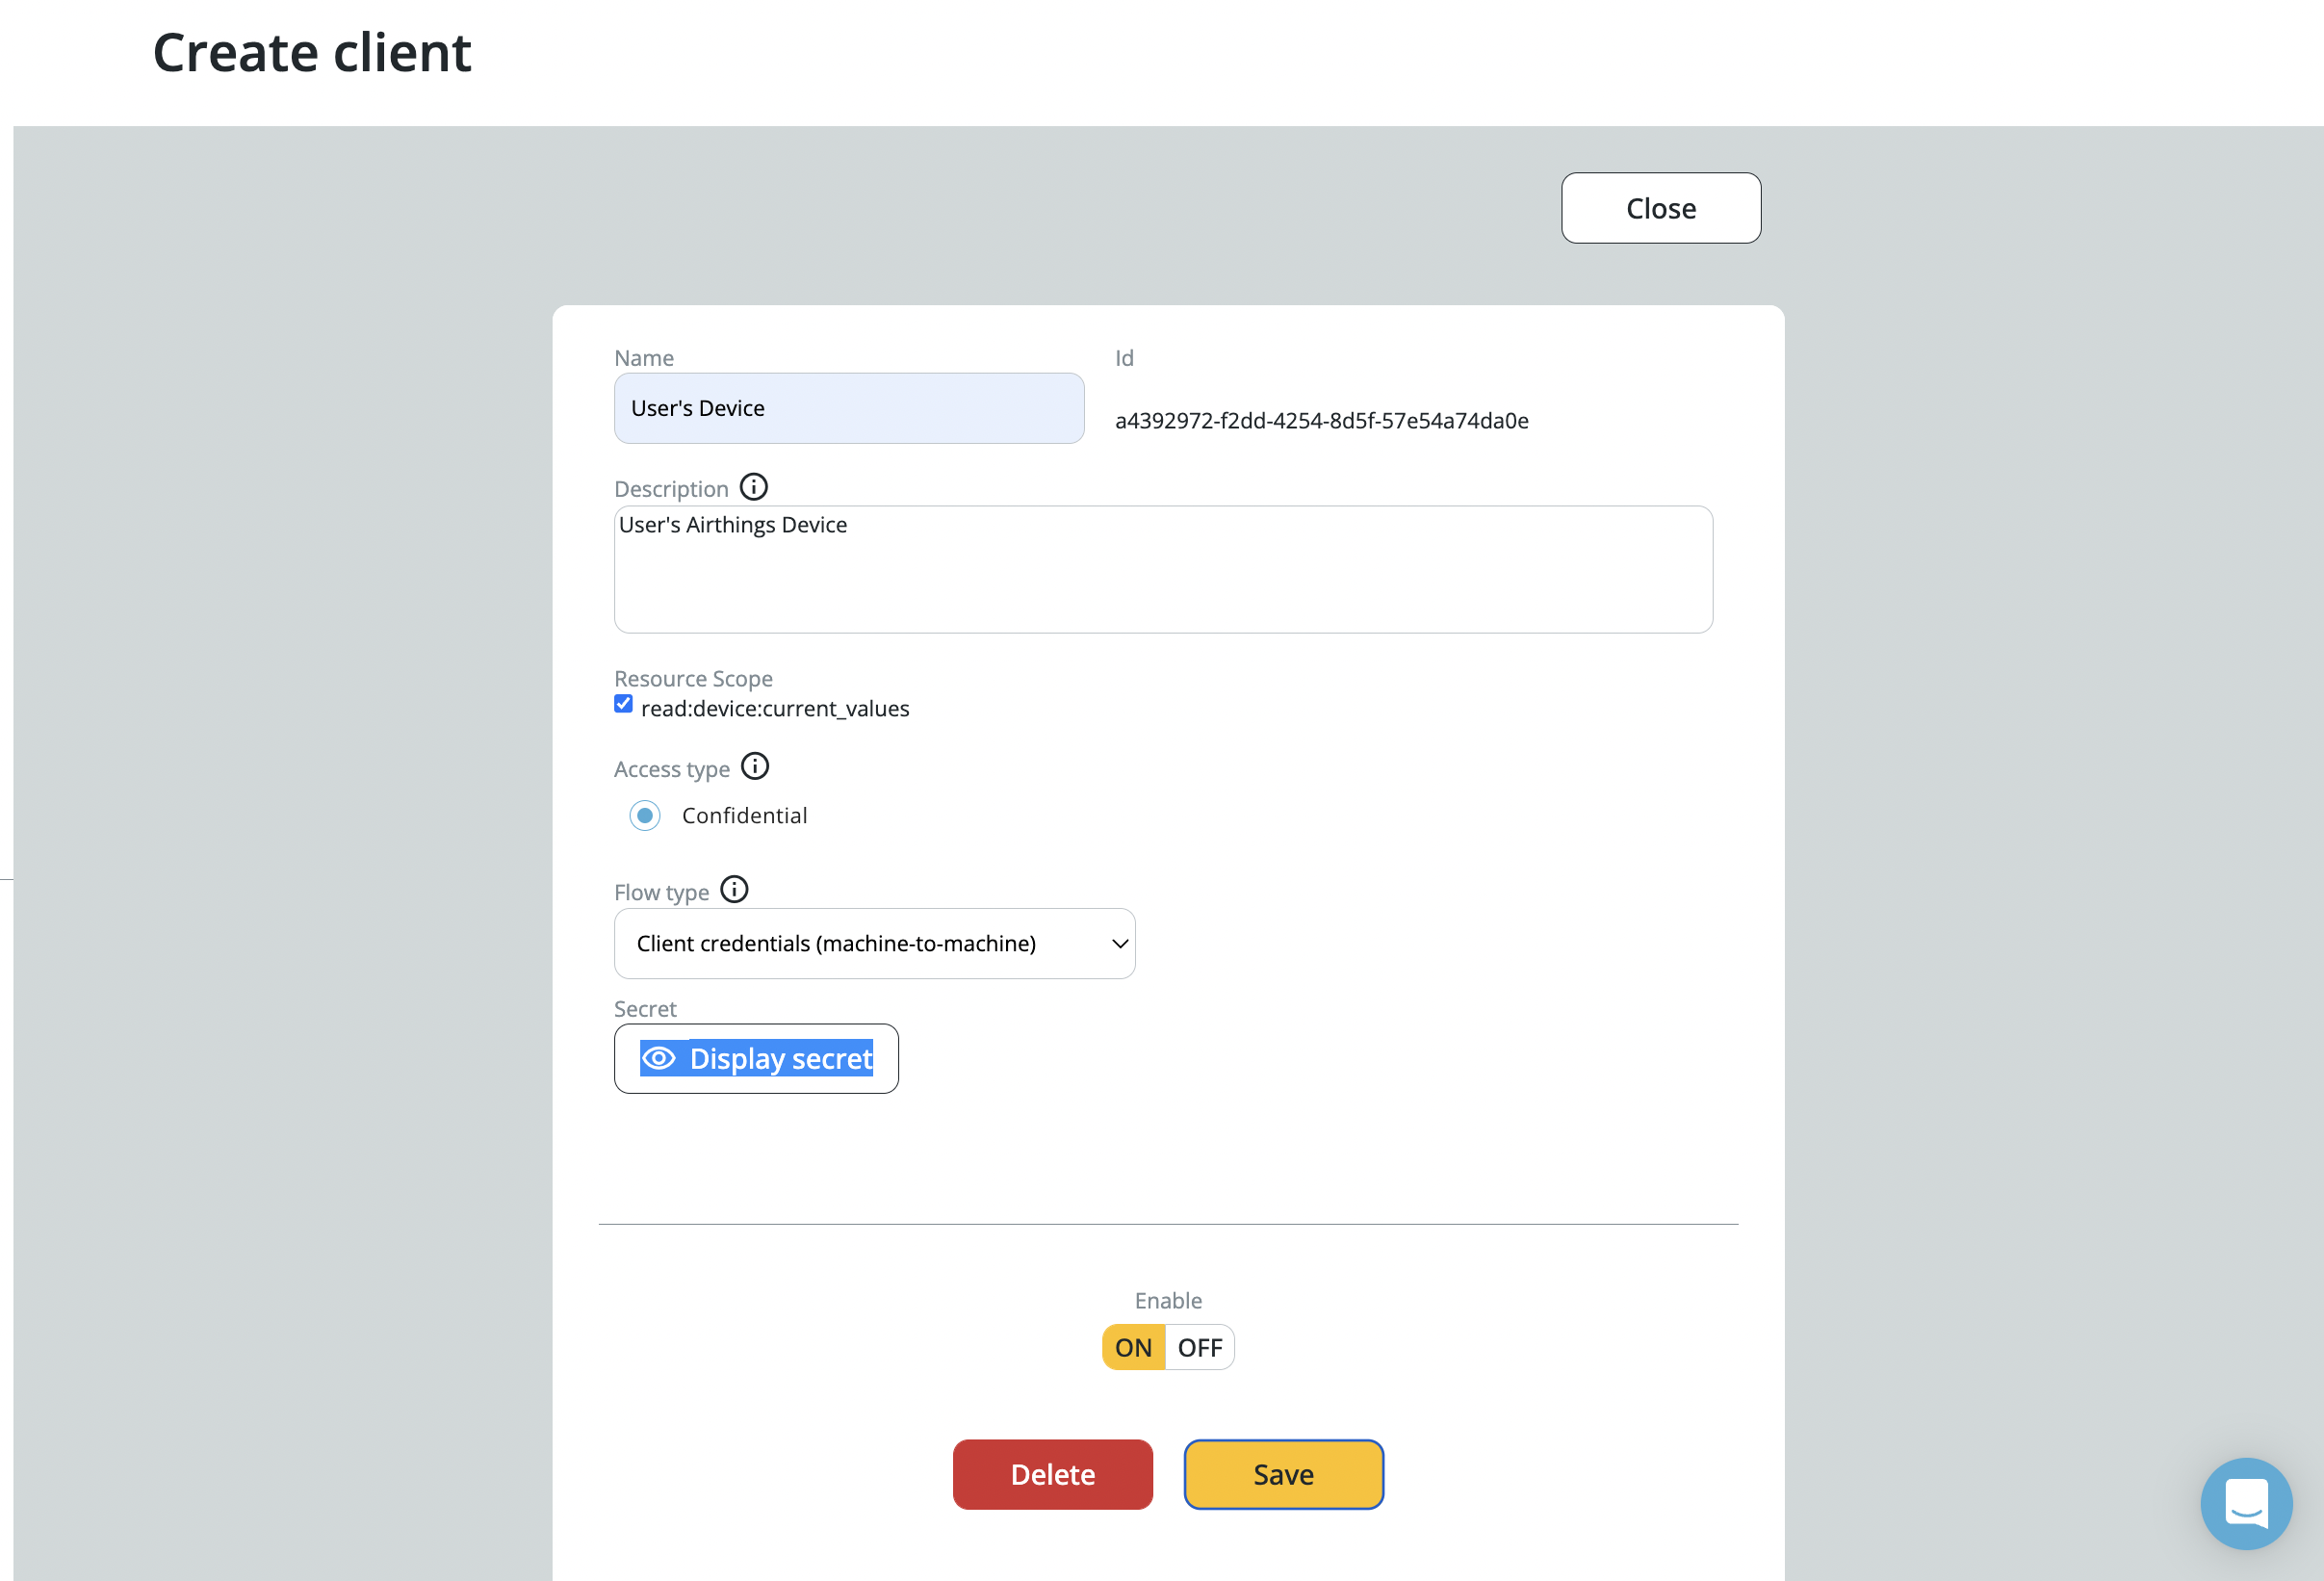 Create client
Close
Name
Id
User's Device
a4392972-f2dd-4254-8d5f-57e54a74da0e
Description
User's Airthings Device
Resource Scope
read:device:current_values
Access type
Confidential
Flow type
Client credentials (machine-to-machine)
Secret
Display secret
Enable
ON OFF
Delete
Save